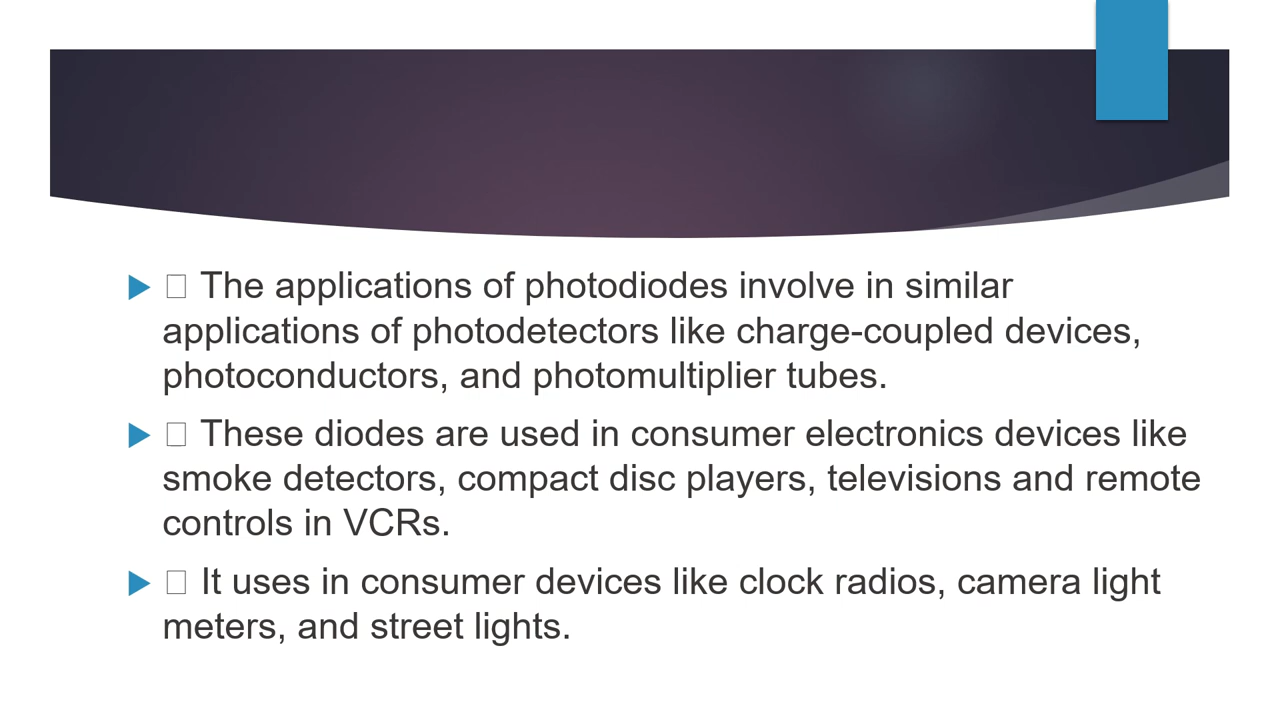 ▶ □ The applications of photodiodes involve in similar
applications of photodetectors like charge-coupled devices,
photoconductors, and photomultiplier tubes.
▶ □ These diodes are used in consumer electronics devices like
smoke detectors, compact disc players, televisions and remote
controls in VCRs.
▶ □ It uses in consumer devices like clock radios, camera light
meters, and street lights.